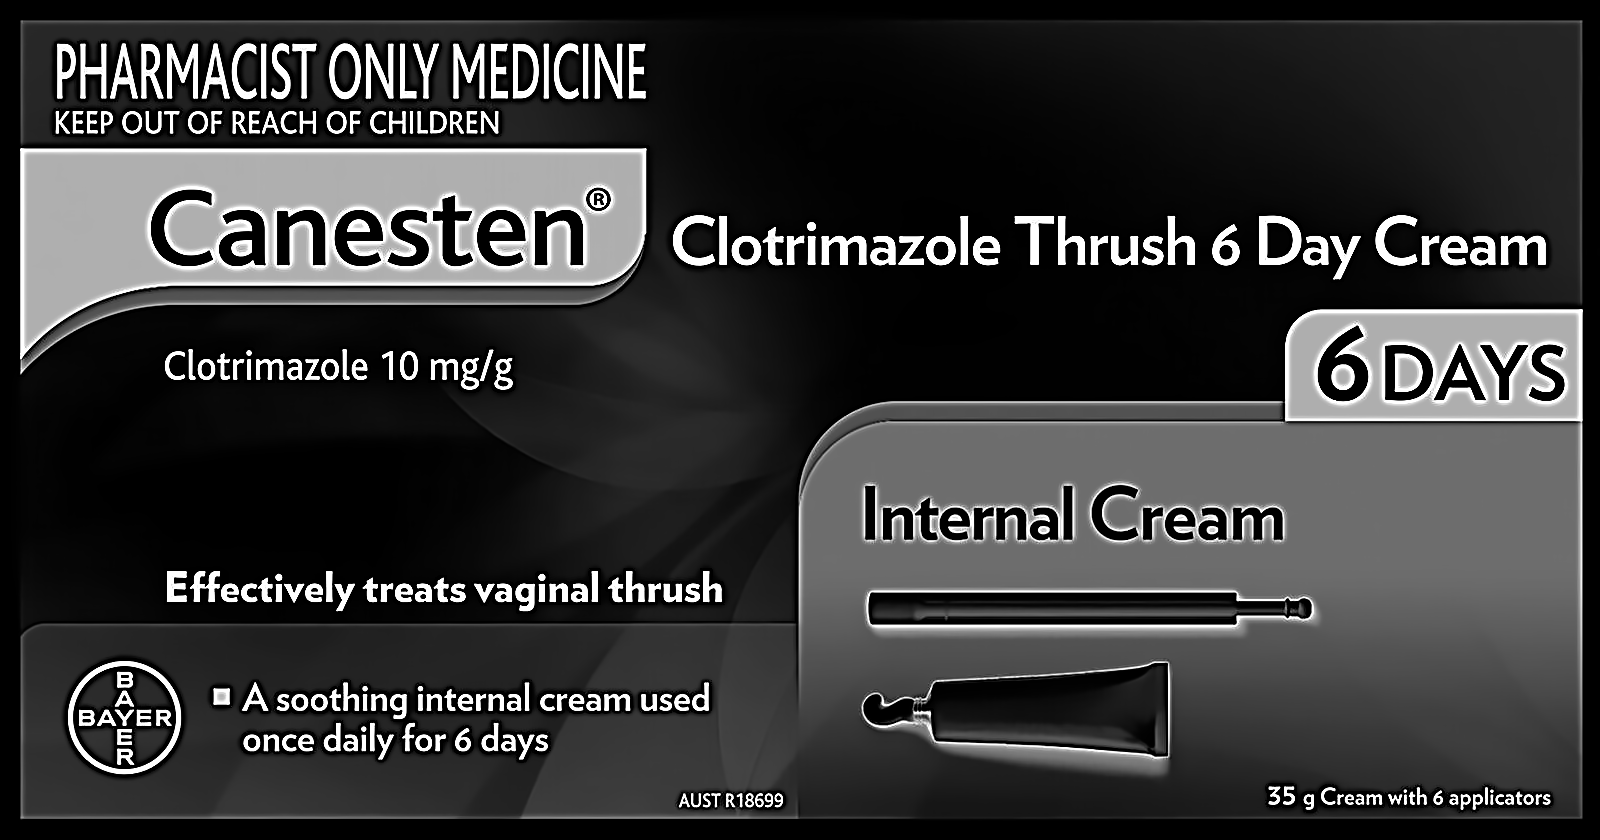 PHARMACIST ONLY MEDICINE
KEEP OUT OF REACH OF CHILDREN
Canesten®
Clotrimazole Thrush 6 Day Cream
Clotrimazole 10 mg/g
6 DAYS
Internal Cream
Effectively treats vaginal thrush
BAYER
BAYER
A soothing internal cream used
once daily for 6 days
AUST R18699
35 g Cream with 6 applicators